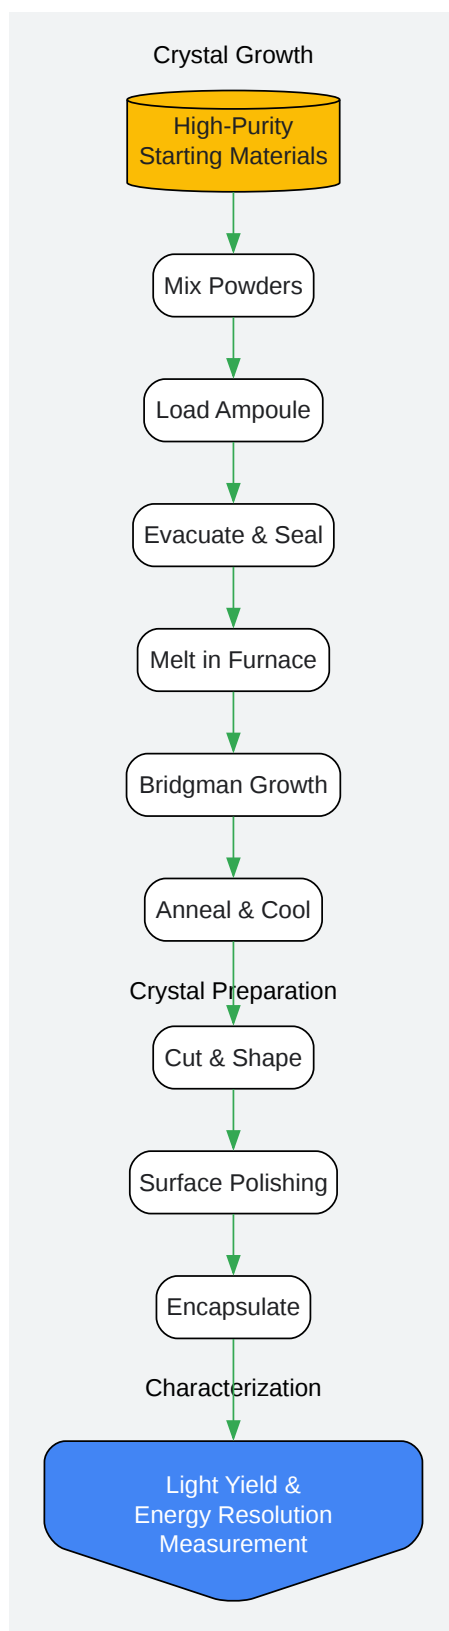 Crystal Growth
High-Purity
Starting Materials
Mix Powders
Load Ampoule
Evacuate & Seal
Melt in Furnace
Bridgman Growth
Anneal & Cool
Crystal Preparation
Cut & Shape
Surface Polishing
Encapsulate
Characterization
Light Yield &
Energy Resolution
Measurement